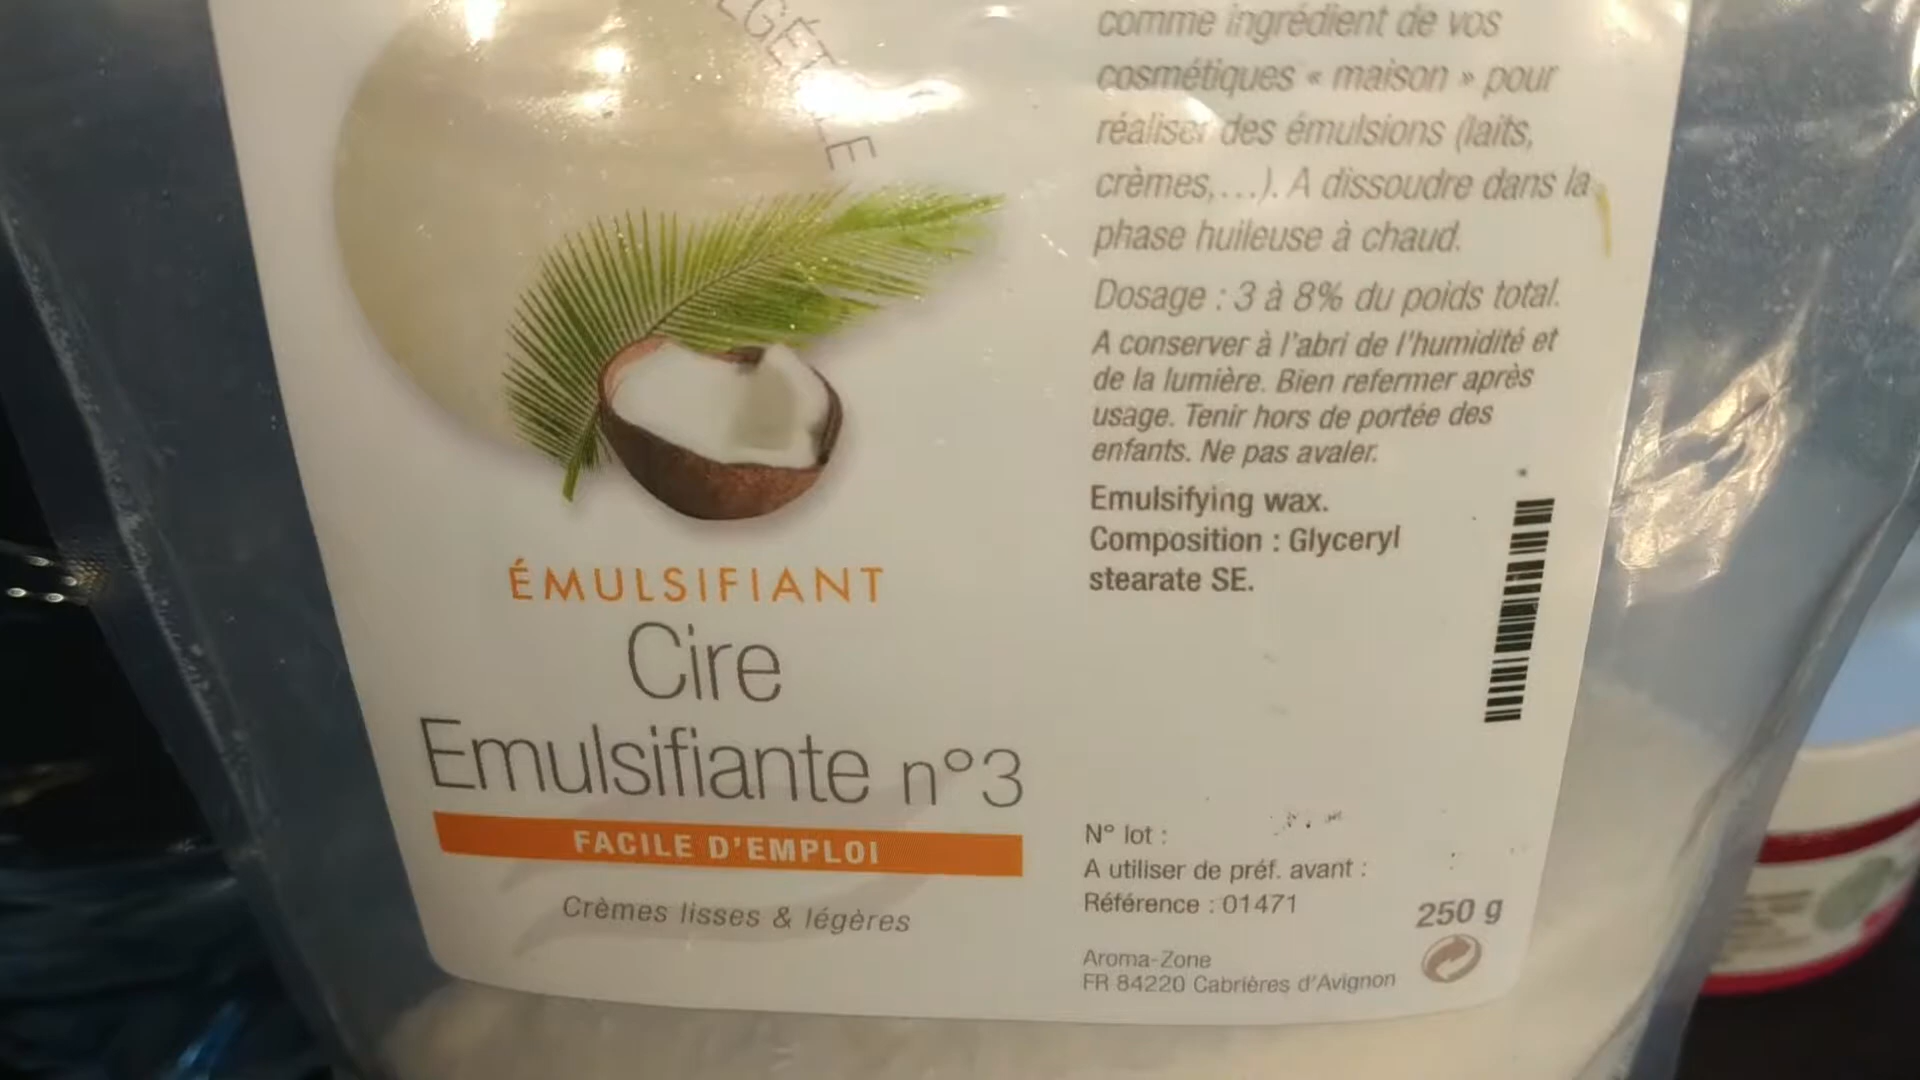 comme ingrédient de vos
cosmétiques « maison » pour
réaliser des émulsions (laits,
crèmes,...). A dissoudre dans la
phase huileuse à chaud.
Dosage : 3 à 8% du poids total.
A conserver à l'abri de l'humidité et
de la lumière. Bien refermer après
usage. Tenir hors de portée des
enfants. Ne pas avaler.
Emulsifying wax.
Composition : Glyceryl
stearate SE.
ÉMULSIFIANT
Cire
Emulsifiante n°3
FACILE D'EMPLOI
Crèmes lisses & légères
N° lot :
A utiliser de préf. avant :
Référence : 01471
250 g
Aroma-Zone
FR 84220 Cabrières d'Avignon